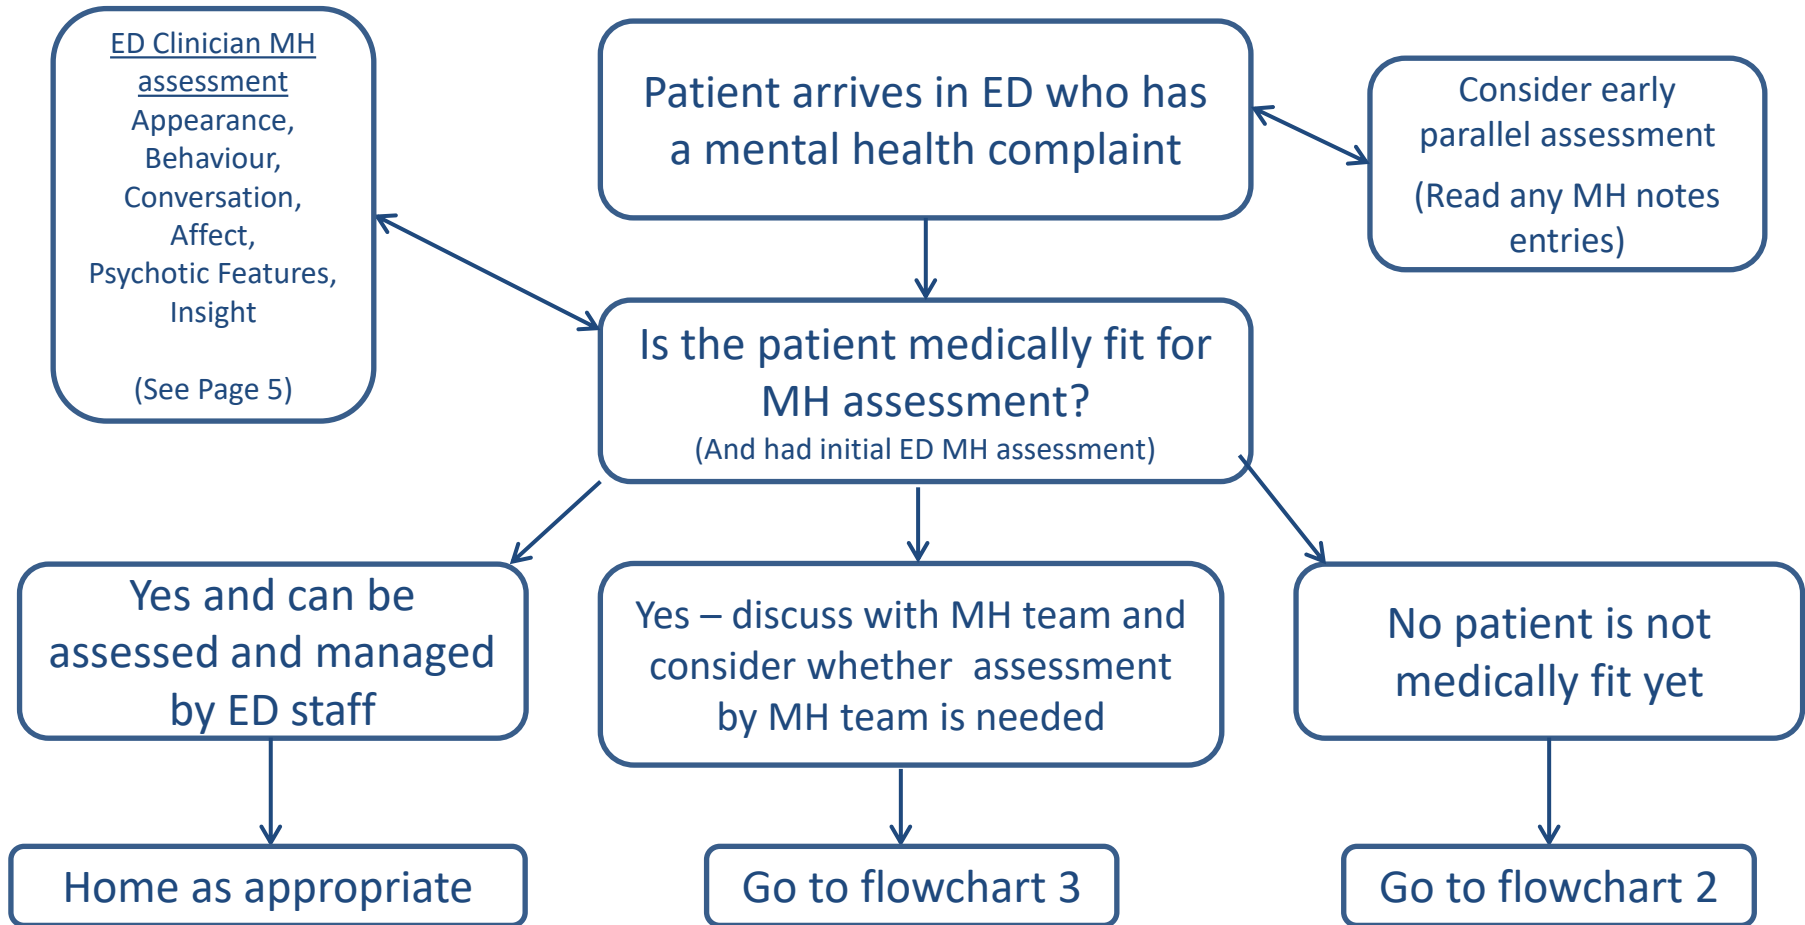 ED Clinician MH
assessment
Appearance,
Behaviour,
Conversation,
Affect,
Psychotic Features,
Insight
(See Page 5)
Patient arrives in ED who has
a mental health complaint
Consider early
parallel assessment
(Read any MH notes
entries)
Is the patient medically fit for
MH assessment?
(And had initial ED MH assessment)
Yes and can be
assessed and managed
by ED staff
Yes – discuss with MH team and
consider whether  assessment
by MH team is needed
No patient is not
medically fit yet
Home as appropriate
Go to flowchart 3
Go to flowchart 2